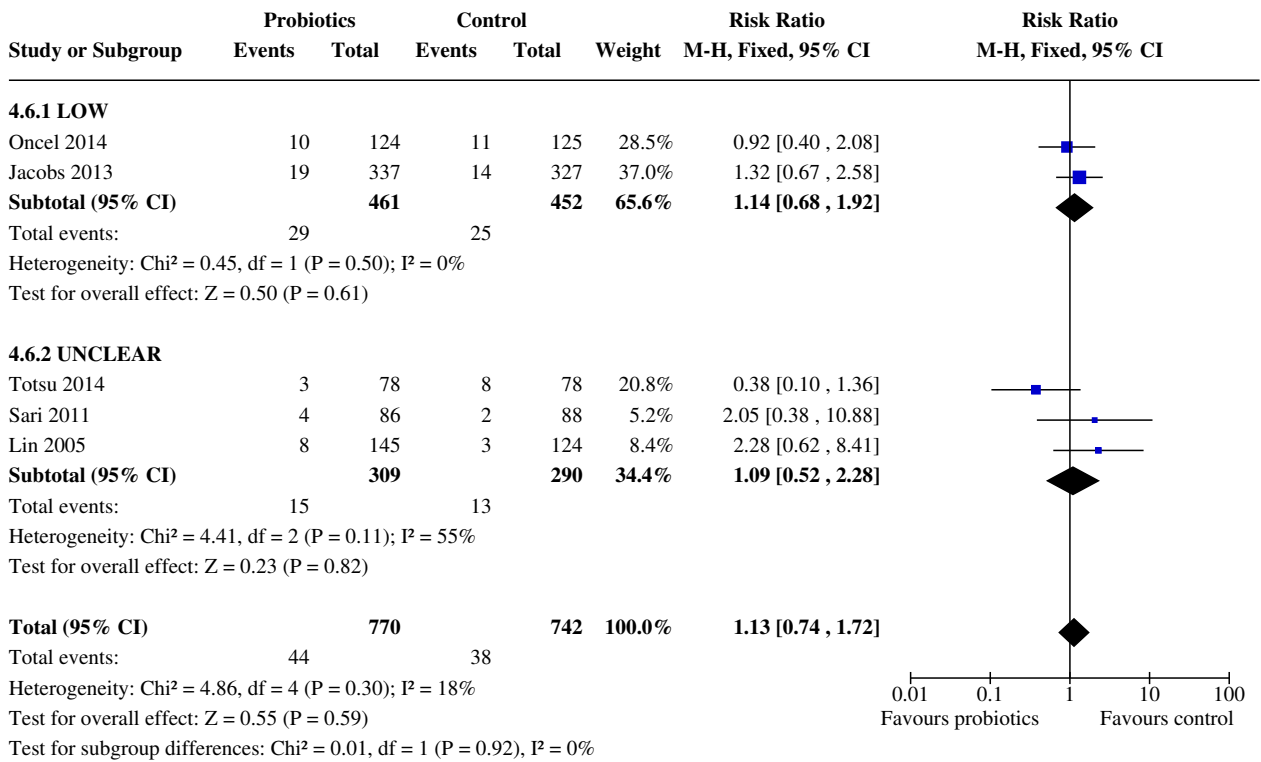 Probiotics Control Risk Ratio Risk Ratio
Study or Subgroup Events Total Events Total Weight M-H, Fixed, 95% CI M-H, Fixed, 95% CI
4.6.1 LOW
Oncel 2014 10 124 11 125 28.5% 0.92 [0.40 , 2.08]
Jacobs 2013 19 337 14 327 37.0% 1.32 [0.67 , 2.58]
Subtotal (95% CI) 461 452 65.6% 1.14 [0.68 , 1.92]
Total events: 29 25
Heterogeneity: Chi² = 0.45, df = 1 (P = 0.50); I² = 0%
Test for overall effect: Z = 0.50 (P = 0.61)
4.6.2 UNCLEAR
Totsu 2014 3 78 8 78 20.8% 0.38 [0.10 , 1.36]
Sari 2011 4 86 2 88 5.2% 2.05 [0.38 , 10.88]
Lin 2005 8 145 3 124 8.4% 2.28 [0.62 , 8.41]
Subtotal (95% CI) 309 290 34.4% 1.09 [0.52 , 2.28]
Total events: 15 13
Heterogeneity: Chi² = 4.41, df = 2 (P = 0.11); I² = 55%
Test for overall effect: Z = 0.23 (P = 0.82)
Total (95% CI) 770 742 100.0% 1.13 [0.74 , 1.72]
Total events: 44 38
Heterogeneity: Chi² = 4.86, df = 4 (P = 0.30); I² = 18%
0.01 0.1 1 10 100
Test for overall effect: Z = 0.55 (P = 0.59) Favours probiotics Favours control
Test for subgroup differences: Chi² = 0.01, df = 1 (P = 0.92), I² = 0%